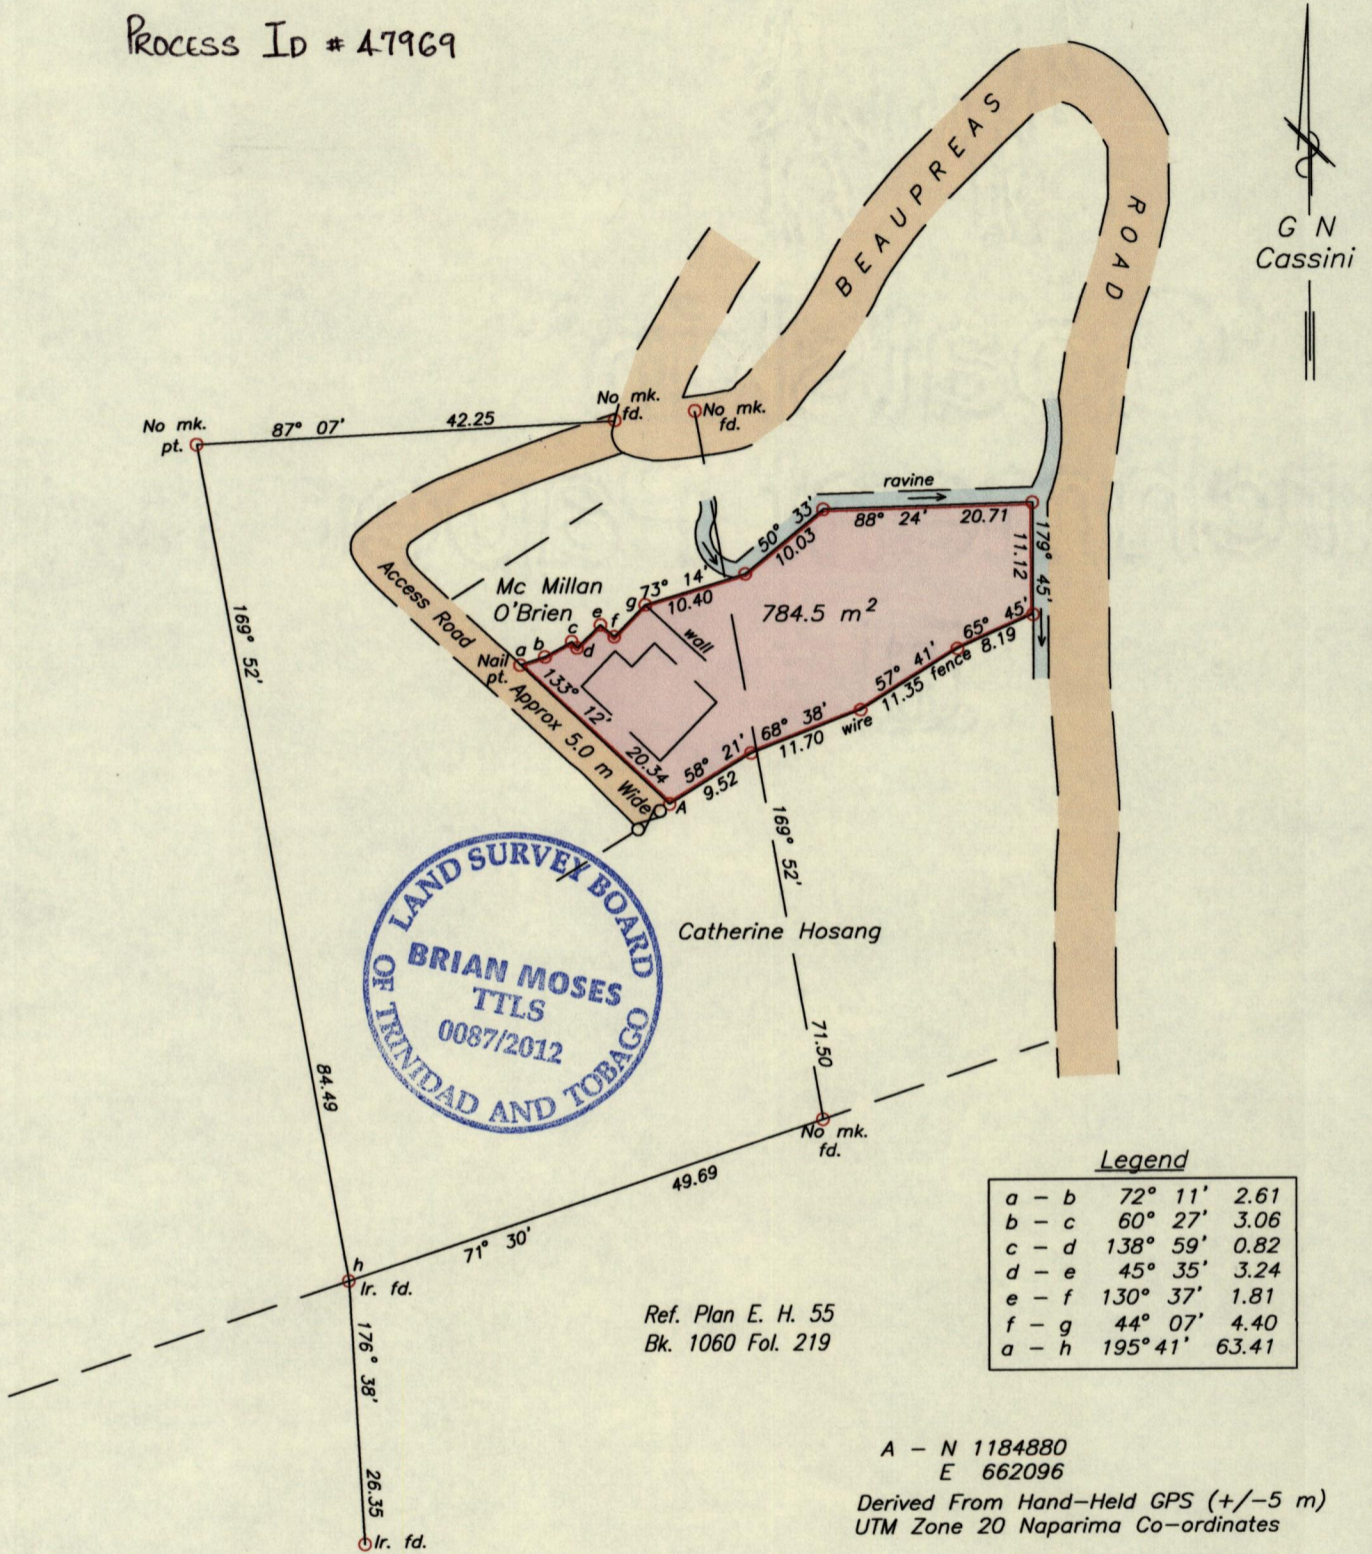 PROCESS ID # 47969
G N
Cassini
BEAUPREAS
ROAD
No mk.
fd.
No mk.
fd.
No mk.
pt.
87° 07' 42.25
ravine
88° 24' 20.71
50° 33'
10.03
179° 45'
11.12
73° 14'
10.40
Mc Millan
O'Brien
784.5 m²
Access Road Approx 5.0 m Wide
Nail
pt.
a
b
c
d
e
f
g
wall
133° 12'
20.34
65° 45'
8.19
57° 41'
11.35
wire fence
68° 38'
11.70
58° 21'
9.52
A
169° 52'
84.49
169° 52'
71.50
Catherine Hosang
LAND SURVEY BOARD
BRIAN MOSES
TTLS
0087/2012
OF TRINIDAD AND TOBAGO
No mk.
fd.
49.69
71° 30'
h
Ir. fd.
176° 38'
26.35
Ir. fd.
Ref. Plan E. H. 55
Bk. 1060 Fol. 219
Legend
a - b 72° 11' 2.61
b - c 60° 27' 3.06
c - d 138° 59' 0.82
d - e 45° 35' 3.24
e - f 130° 37' 1.81
f - g 44° 07' 4.40
a - h 195° 41' 63.41
A - N 1184880
E 662096
Derived From Hand-Held GPS (+/-5 m)
UTM Zone 20 Naparima Co-ordinates